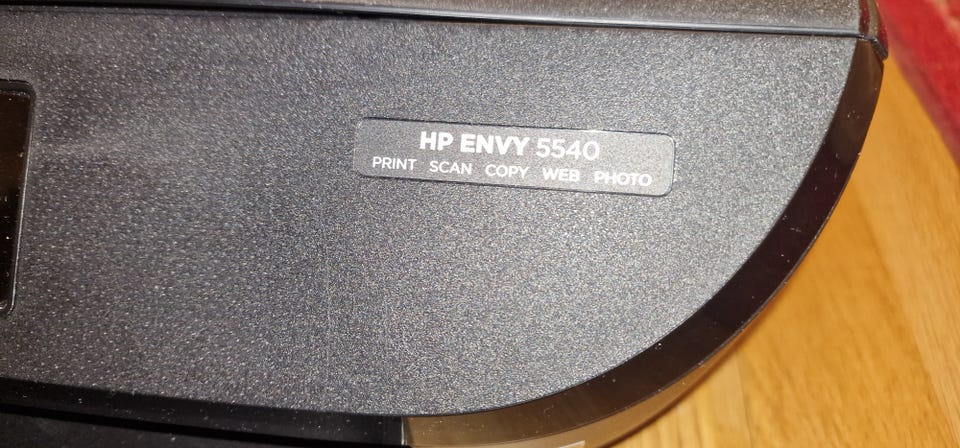 HP ENVY 5540
PRINT SCAN COPY WEB PHOTO